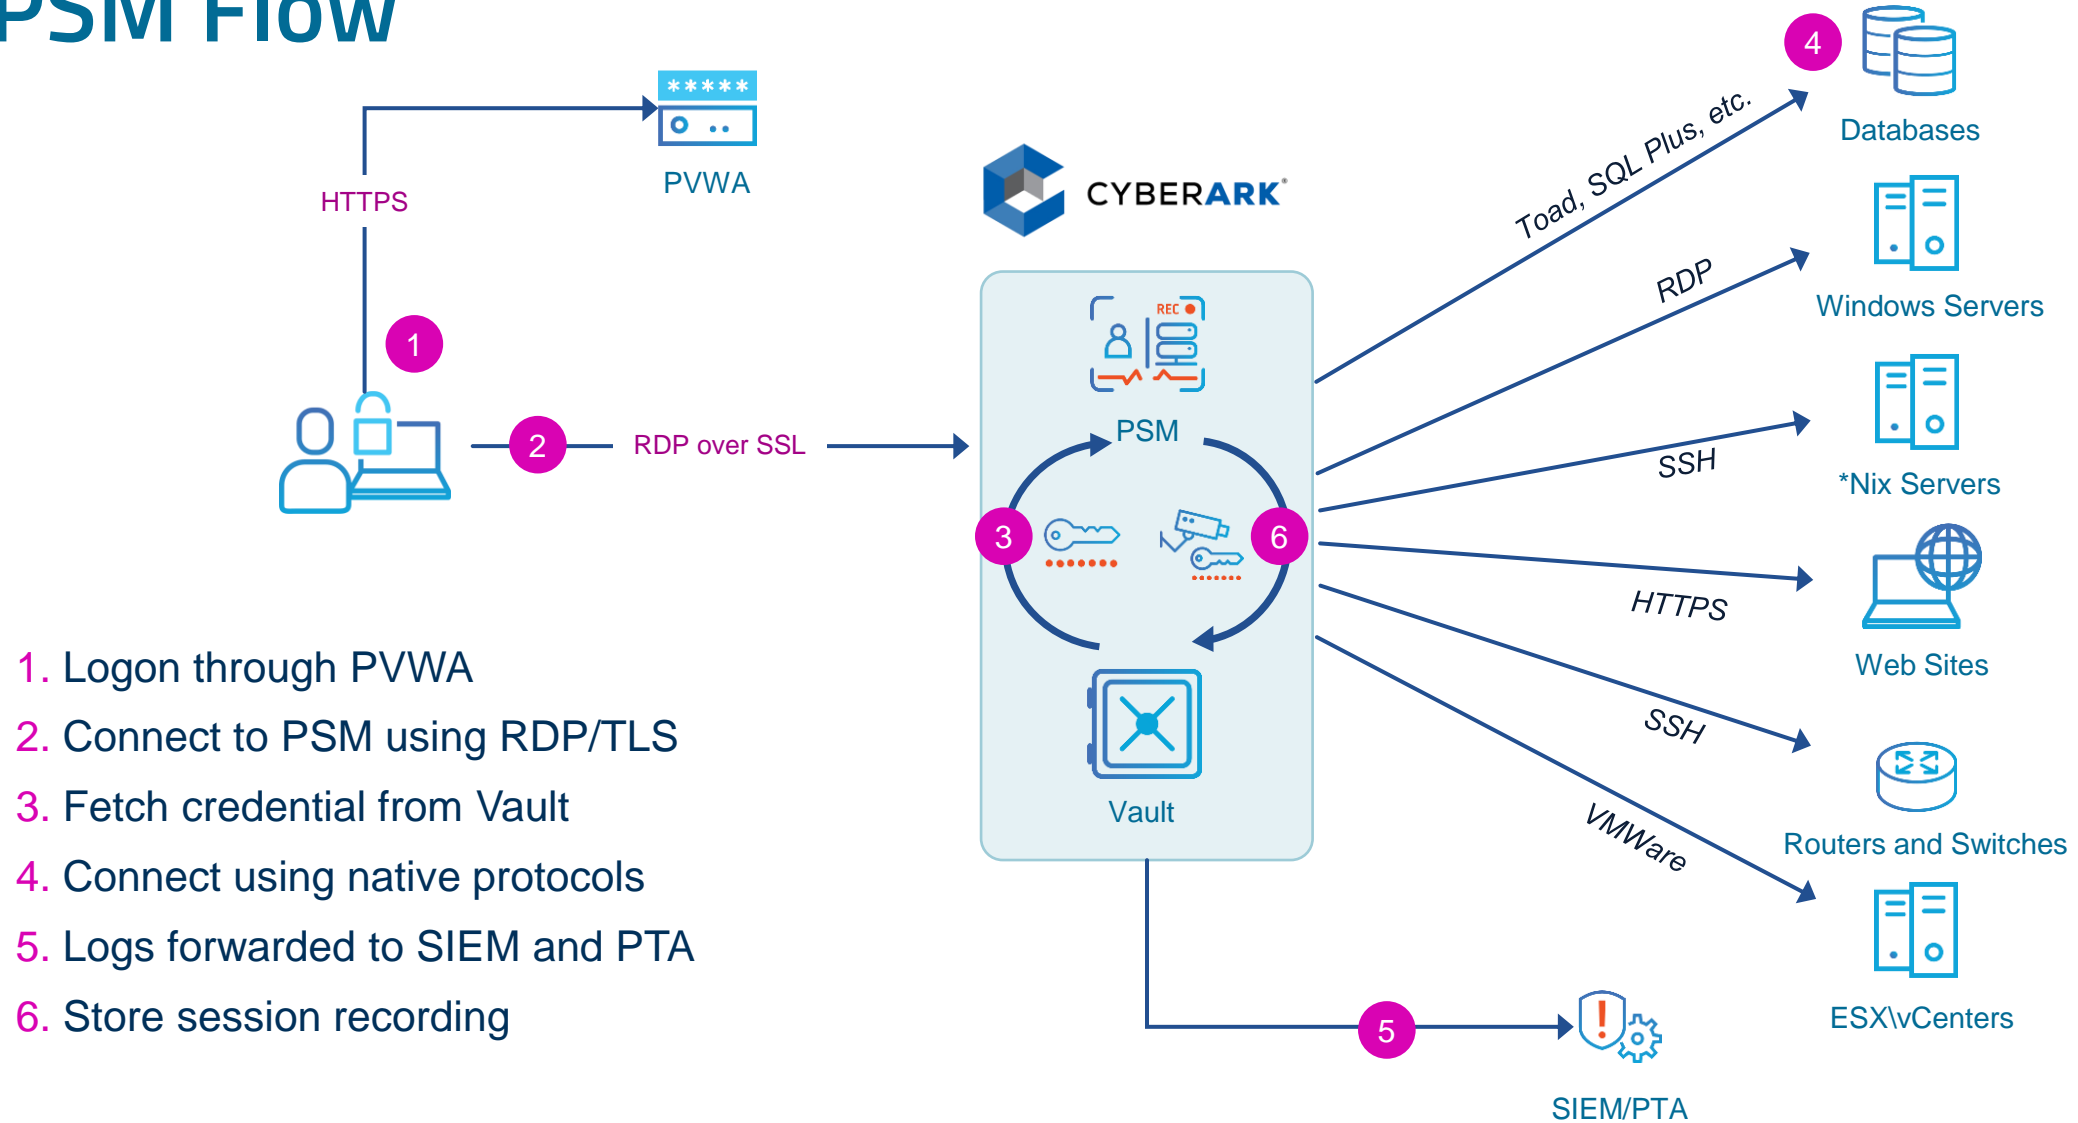 PSM Flow
*****
PVWA
HTTPS
1
2
RDP over SSL
CYBERARK®
REC
PSM
3
6
Vault
4
Toad, SQL Plus, etc.
Databases
RDP
Windows Servers
SSH
*Nix Servers
HTTPS
Web Sites
SSH
Routers and Switches
VMWare
ESX\vCenters
5
SIEM/PTA
1. Logon through PVWA
2. Connect to PSM using RDP/TLS
3. Fetch credential from Vault
4. Connect using native protocols
5. Logs forwarded to SIEM and PTA
6. Store session recording